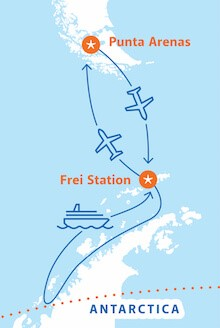 Punta Arenas
Frei Station
ANTARCTICA